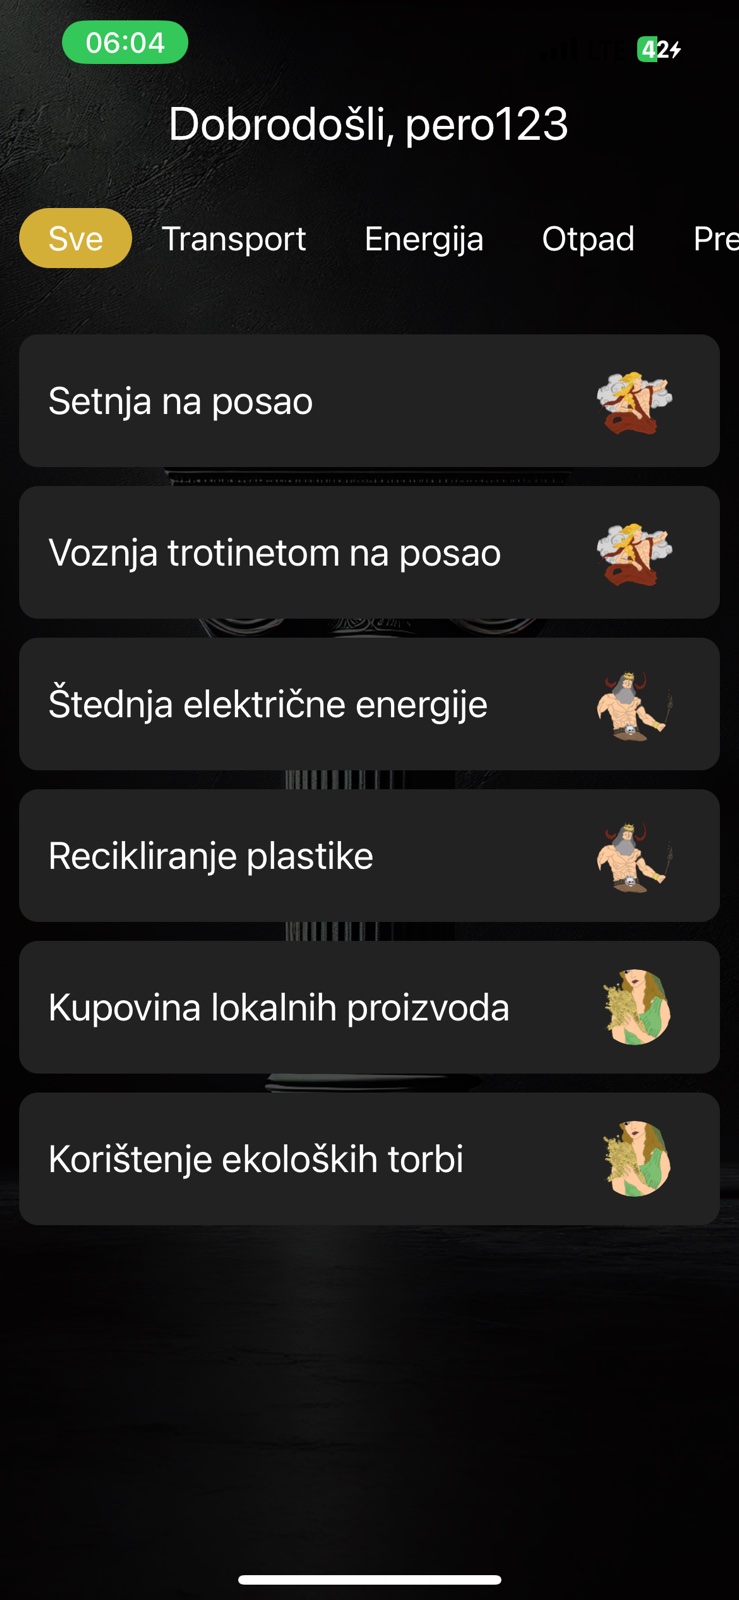 06:04
LTE 42
Dobrodošli, pero123
Sve Transport Energija Otpad Pre
Setnja na posao
Voznja trotinetom na posao
Štednja električne energije
Recikliranje plastike
Kupovina lokalnih proizvoda
Korištenje ekoloških torbi